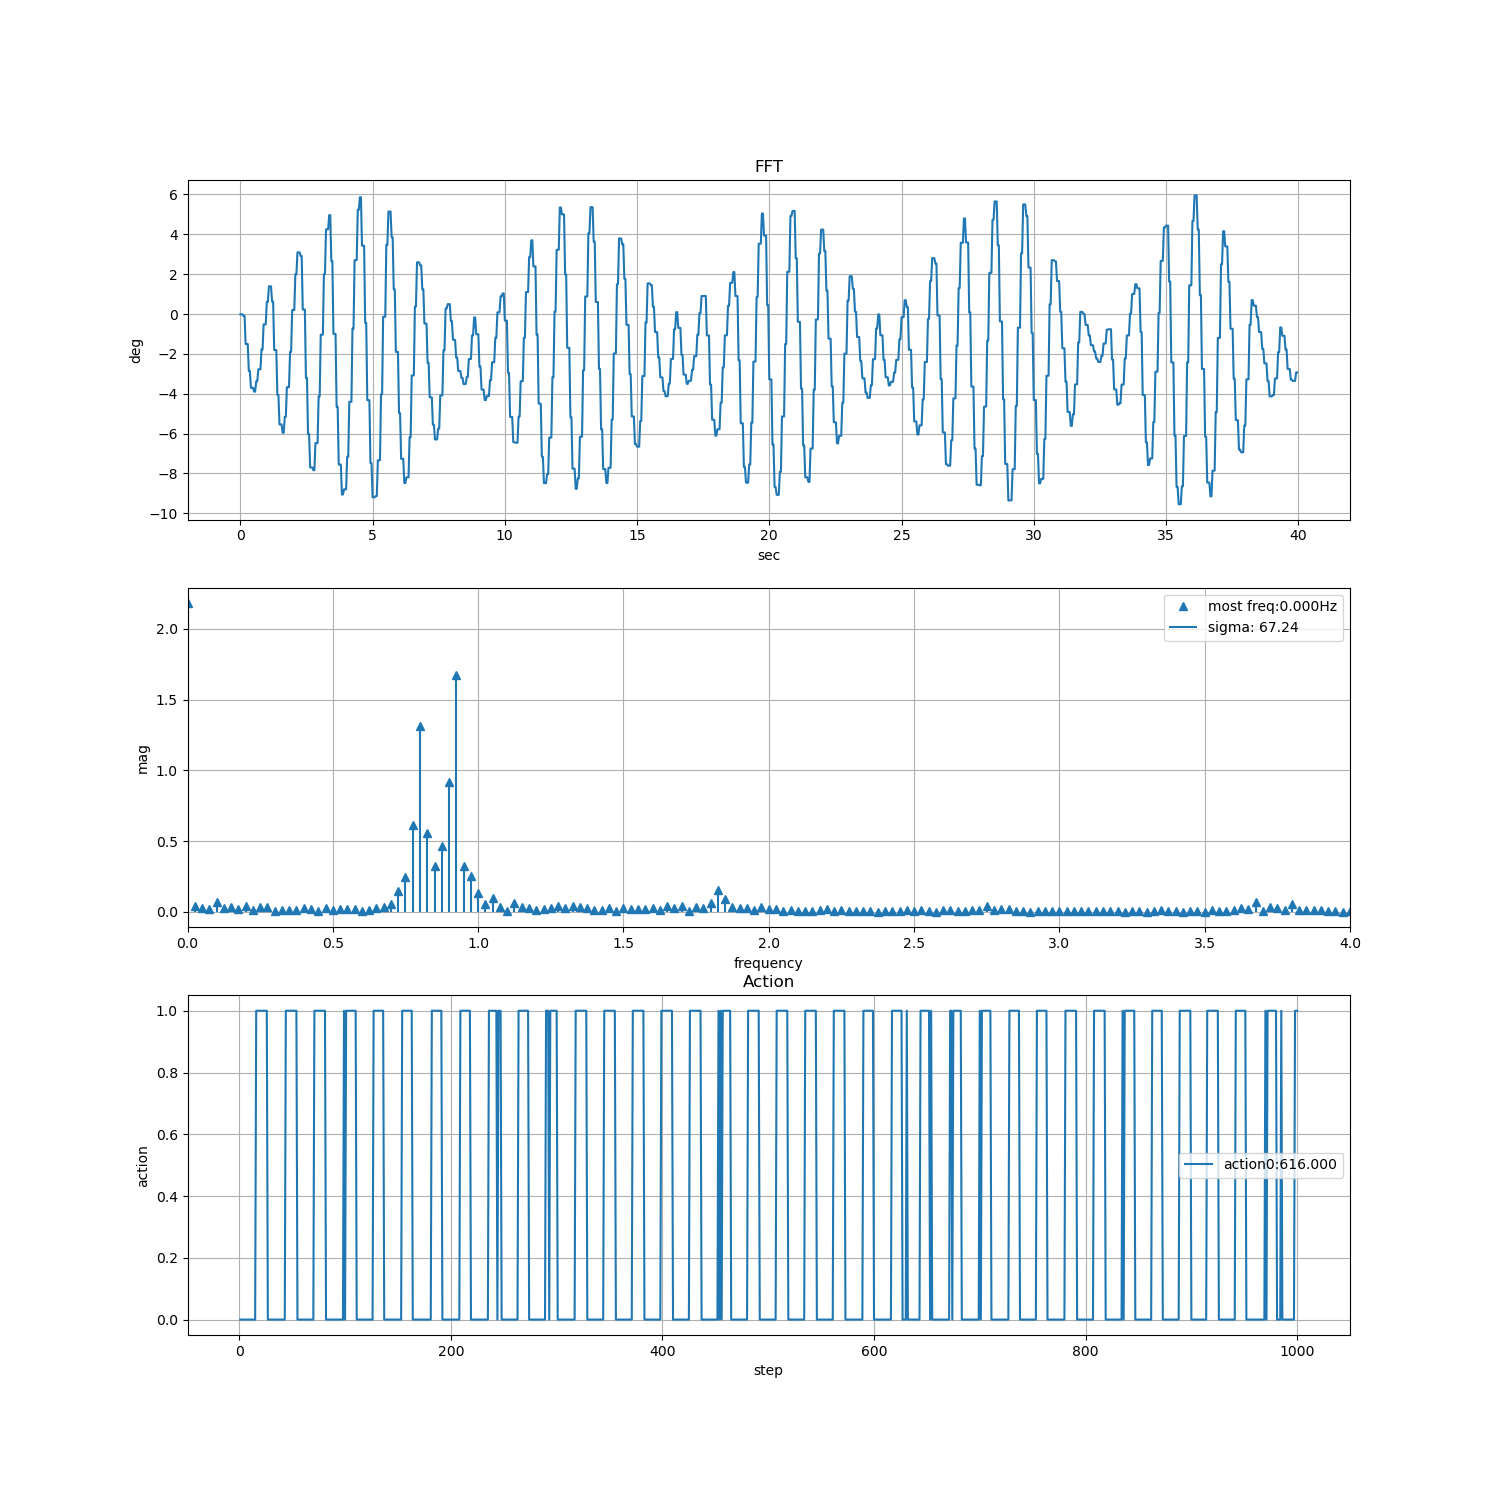 FFT
6
4
2
0
−2
−4
−6
−8
−10
deg
0 5 10 15 20 25 30 35 40
sec
most freq:0.000Hz
sigma: 67.24
2.0
1.5
1.0
0.5
0.0
mag
0.0 0.5 1.0 1.5 2.0 2.5 3.0 3.5 4.0
frequency
Action
1.0
0.8
0.6
0.4
0.2
0.0
action
action0:616.000
0 200 400 600 800 1000
step